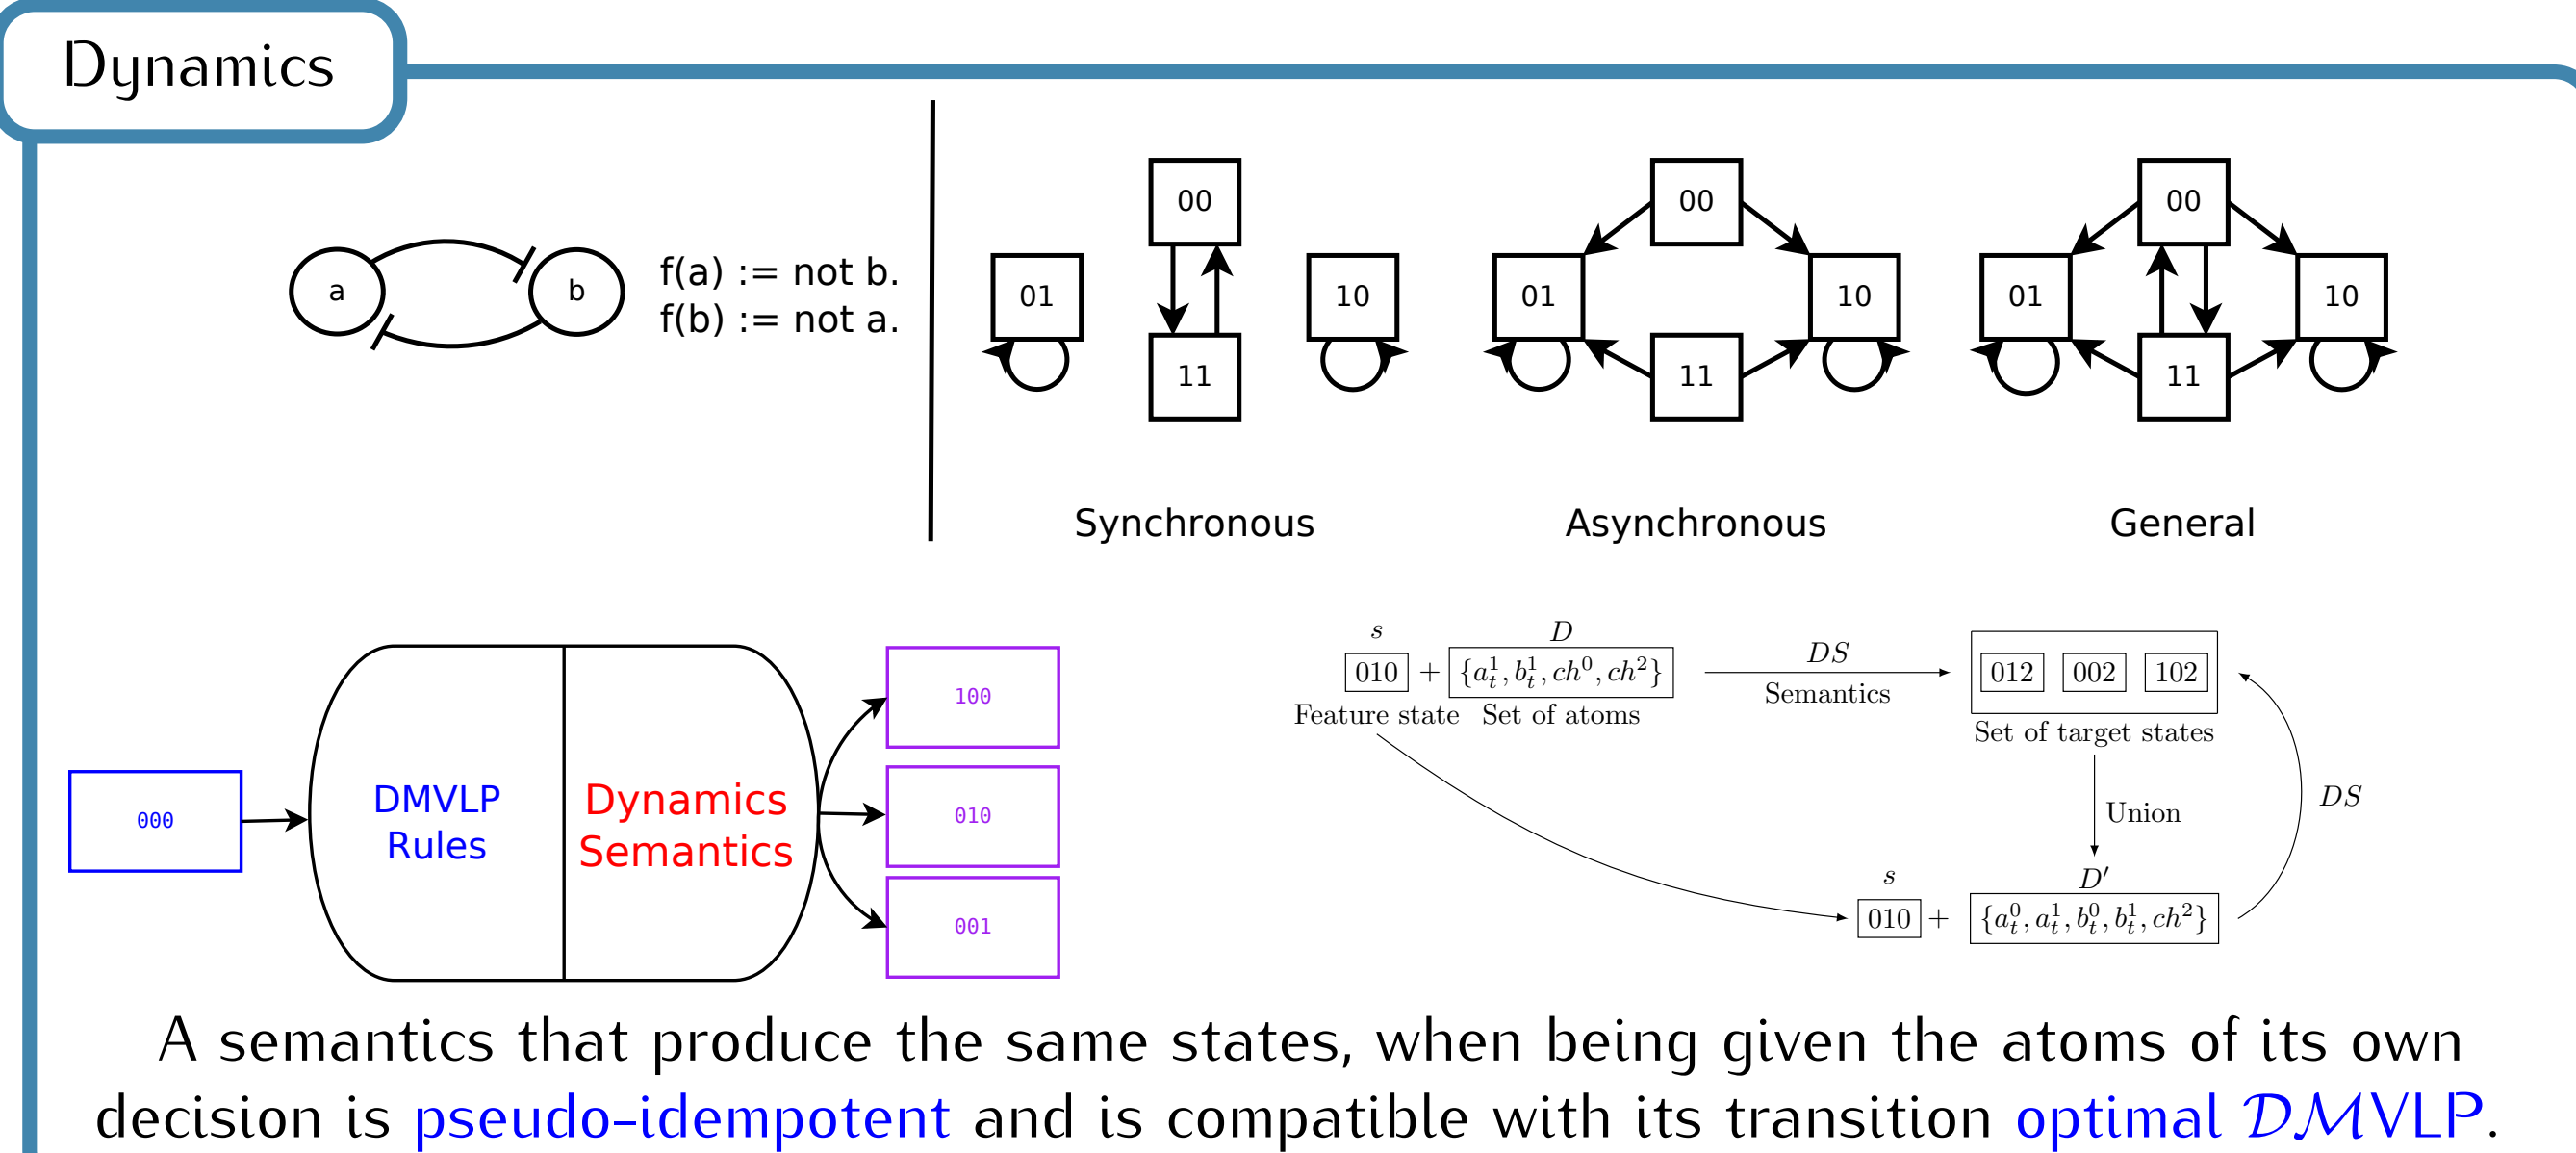 Dynamics
a
b
f(a) := not b.
f(b) := not a.
00
01
10
11
Synchronous
00
01
10
11
Asynchronous
00
01
10
11
General
000
DMVLP
Rules
Dynamics
Semantics
100
010
001
s
D
010 + {a_t^1, b_t^1, ch^0, ch^2}
Feature state Set of atoms
DS
Semantics
012 002 102
Set of target states
Union
DS
s
D′
010 + {a_t^0, a_t^1, b_t^0, b_t^1, ch^2}
A semantics that produce the same states, when being given the atoms of its own
decision is pseudo-idempotent and is compatible with its transition optimal 𝒟ℳVLP.